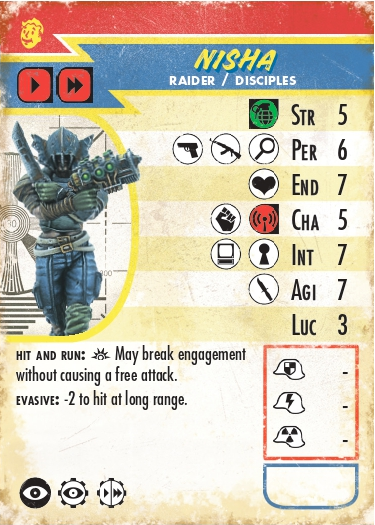 NISHA
RAIDER / DISCIPLES
STR 5
PER 6
END 7
CHA 5
INT 7
AGI 7
LUC 3
HIT AND RUN: May break engagement
without causing a free attack.
EVASIVE: -2 to hit at long range.
-
-
-